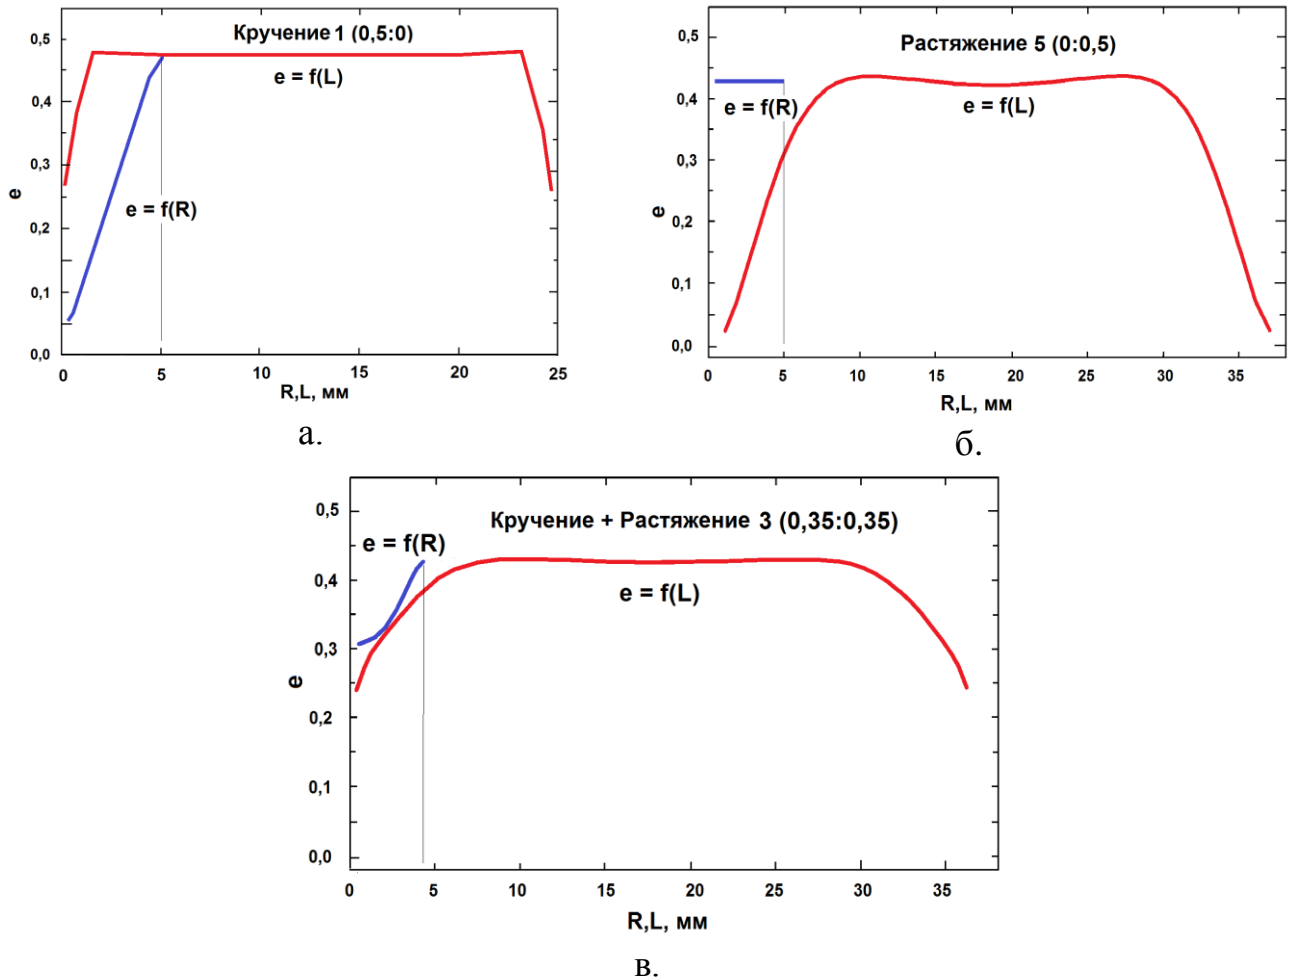 Кручение 1 (0,5:0)
e = f(L)
e = f(R)
0,5
0,4
0,3
0,2
0,1
0,0
e
0
5
10
15
20
25
R,L, мм
а.
Растяжение 5 (0:0,5)
e = f(R)
e = f(L)
0,5
0,4
0,3
0,2
0,1
0,0
e
0
5
10
15
20
25
30
35
R,L, мм
б.
Кручение + Растяжение 3 (0,35:0,35)
e = f(R)
e = f(L)
0,5
0,4
0,3
0,2
0,1
0,0
e
0
5
10
15
20
25
30
35
R,L, мм
в.